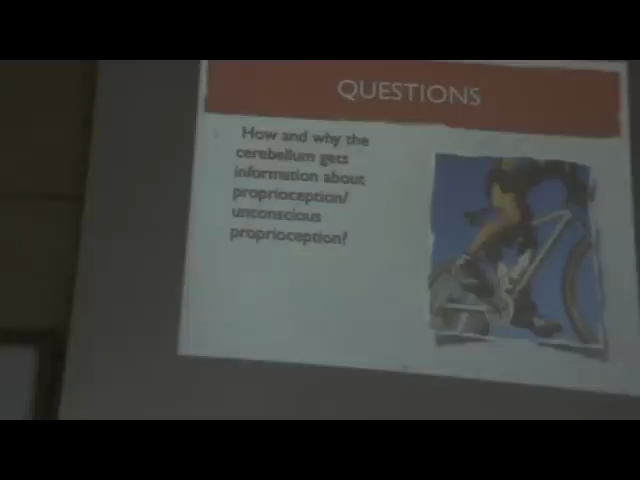 QUESTIONS
How and why the
cerebellum gets
information about
proprioception/
unconscious
proprioception?